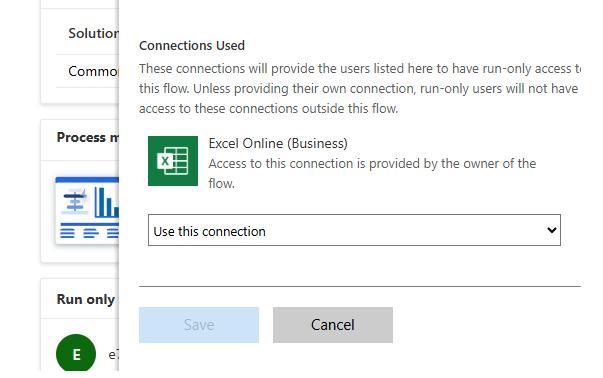 Solution
Connections Used
These connections will provide the users listed here to have run-only access
Commo
this flow. Unless providing their own connection, run-only users will not have
access to these connections outside this flow.
Process m
Excel Online (Business)
Access to this connection is provided by the owner of the
flow.
Use this connection
Run only
Save
Cancel
E